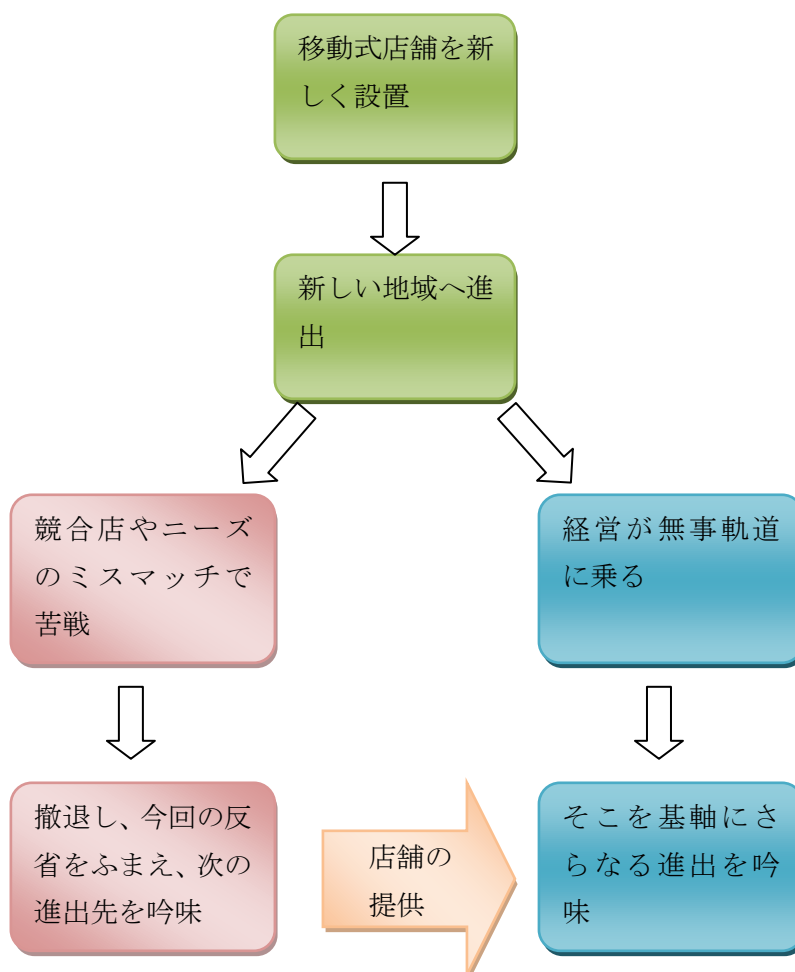 移動式店舗を新
しく設置
新しい地域へ進
出
競合店やニーズ
のミスマッチで
苦戦
経営が無事軌道
に乗る
撤退し、今回の反
省をふまえ、次の
進出先を吟味
店舗の
提供
そこを基軸にさ
らなる進出を吟
味